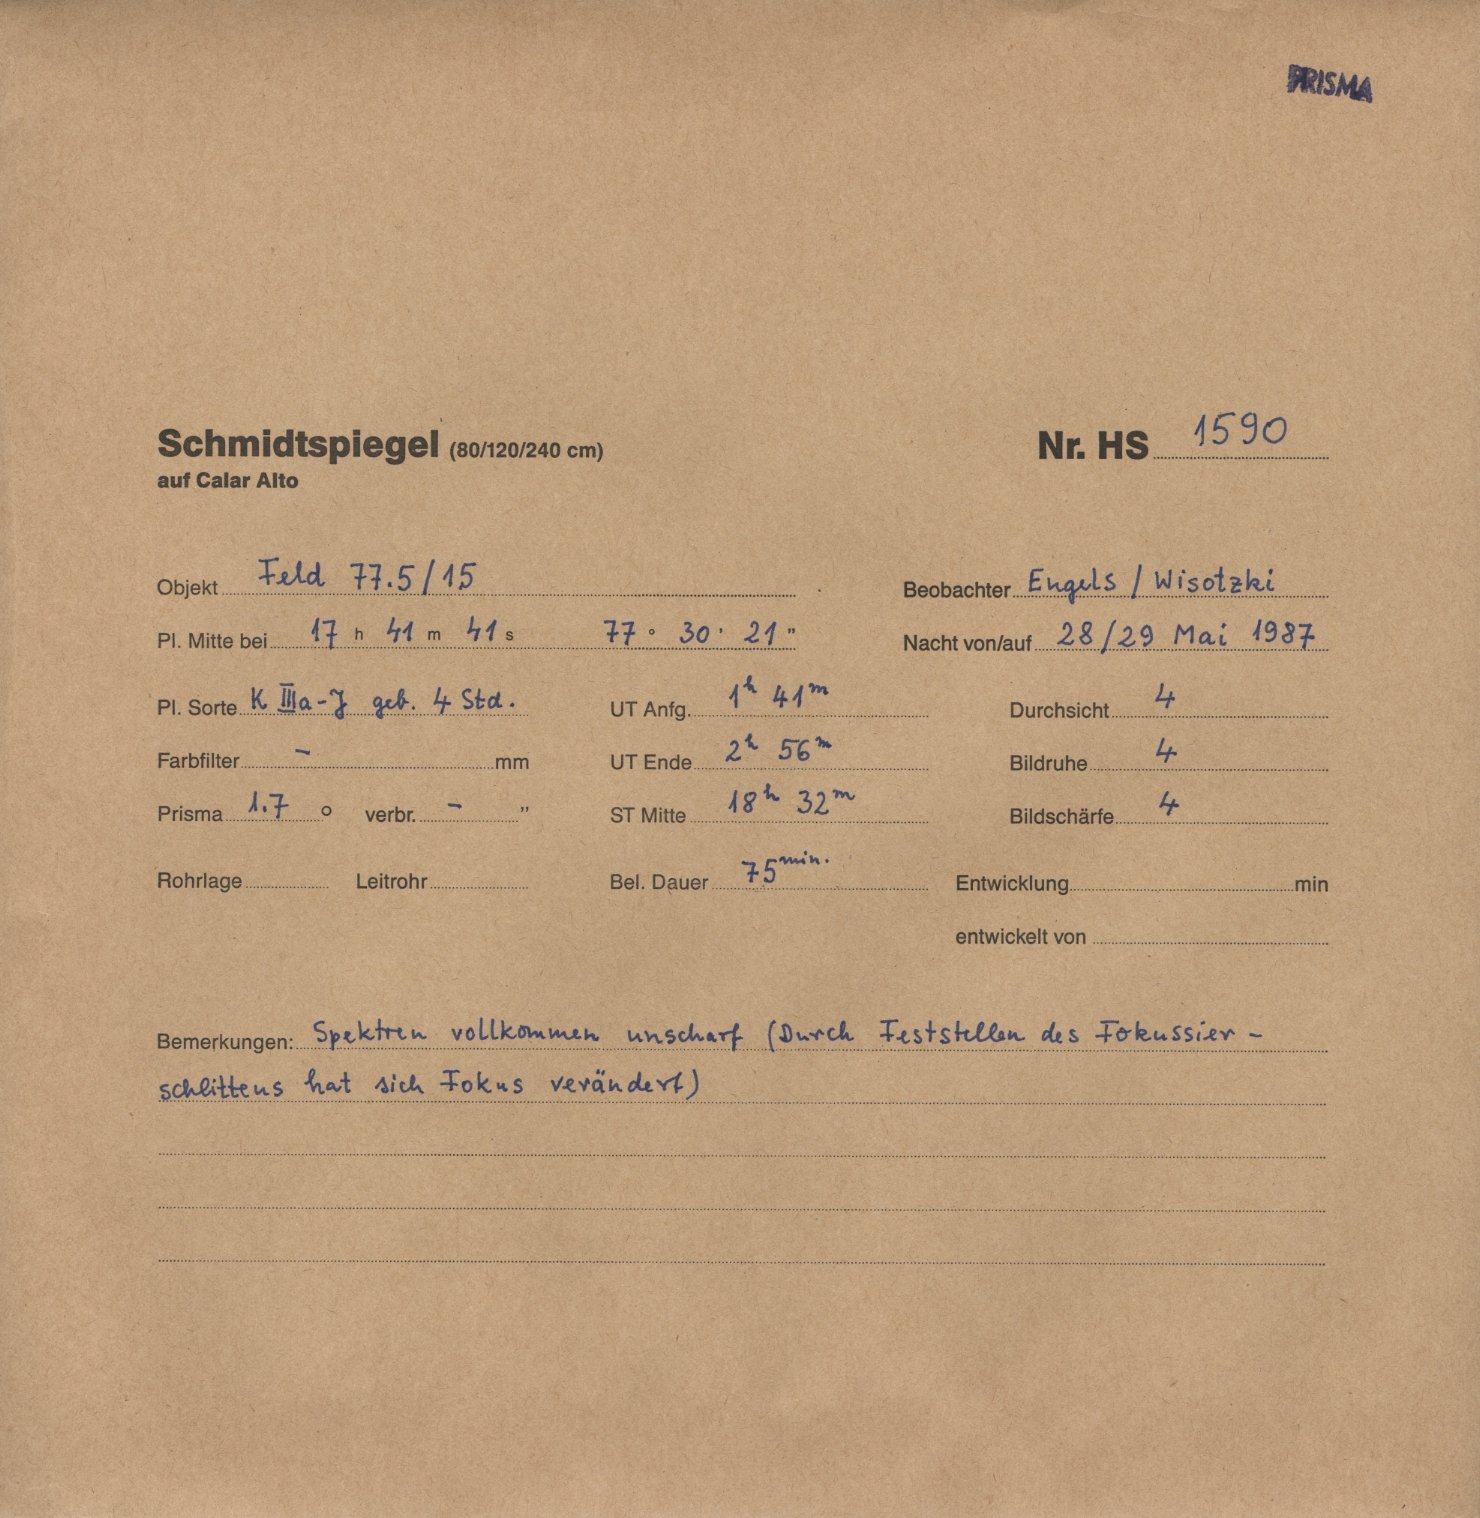 PRISMA
Schmidtspiegel (80/120/240 cm)
auf Calar Alto
Nr. HS 1590
Objekt Feld 77.5/15
Beobachter Engels / Wisotzki
Pl. Mitte bei 17 h 41 m 41 s 77 ° 30 ' 21 "
Nacht von/auf 28/29 Mai 1987
Pl. Sorte K IIIa-J geb. 4 Std.
UT Anfg. 1h 41m
Durchsicht 4
Farbfilter – mm
UT Ende 2h 56m
Bildruhe 4
Prisma 1.7 ° verbr. – "
ST Mitte 18h 32m
Bildschärfe 4
Rohrlage Leitrohr
Bel. Dauer 75 min.
Entwicklung min
entwickelt von
Bemerkungen: Spektren vollkommen unscharf (Durch Feststellen des Fokussier-
schlittens hat sich Fokus verändert)